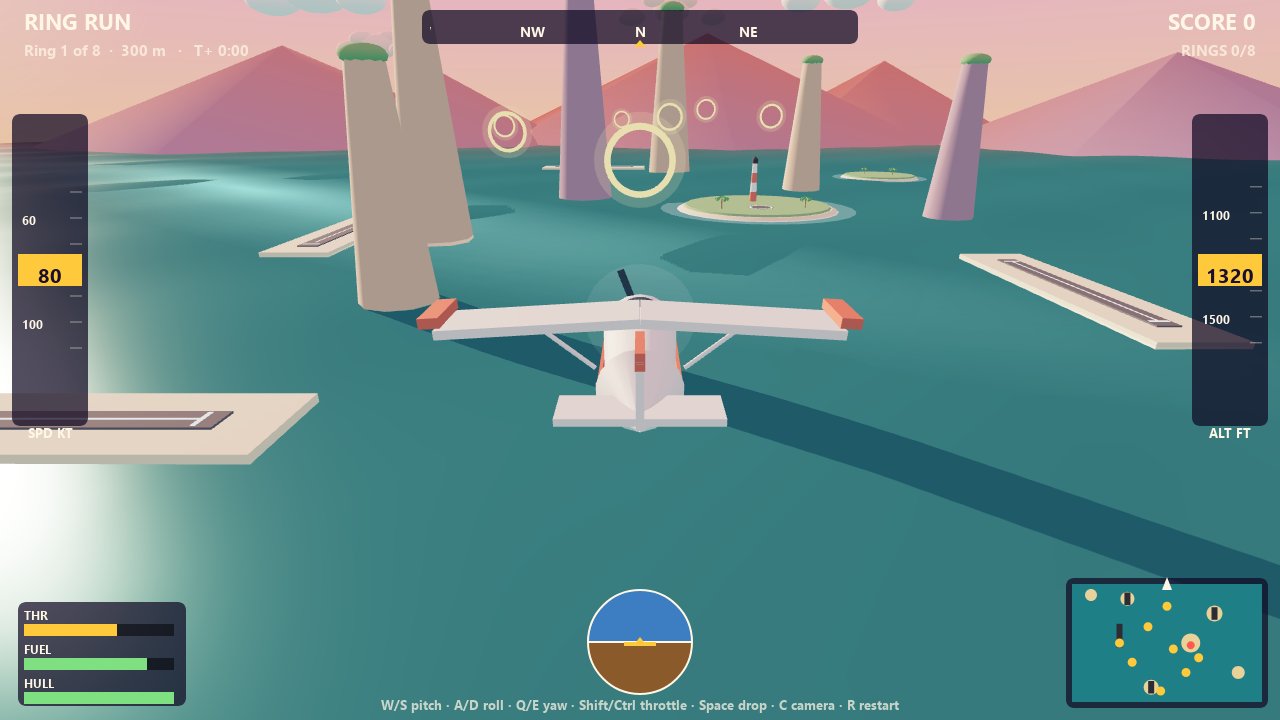 RING RUN
Ring 1 of 8 · 300 m · T+ 0:00
NW N NE
SCORE 0
RINGS 0/8
60
80
100
SPD KT
1100
1320
1500
ALT FT
THR
FUEL
HULL
W/S pitch · A/D roll · Q/E yaw · Shift/Ctrl throttle · Space drop · C camera · R restart